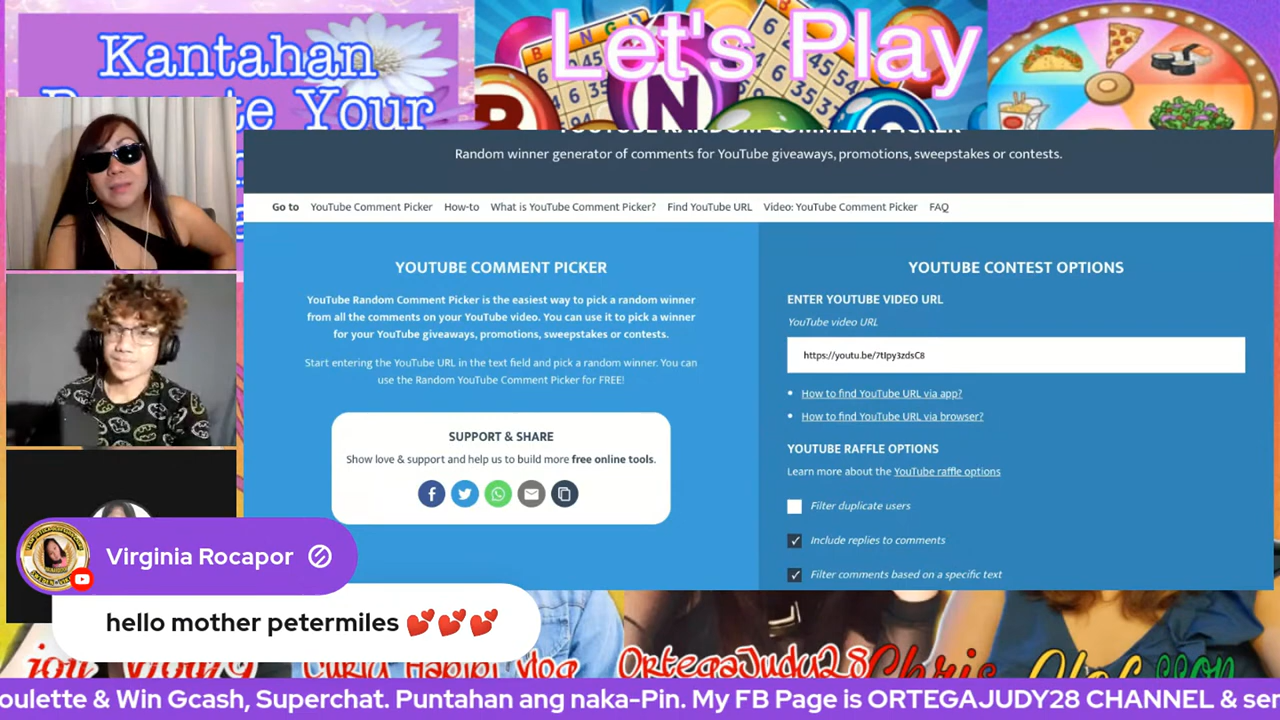 Kantahan
Let's Play
YOUTUBE RANDOM COMMENT PICKER
Random winner generator of comments for YouTube giveaways, promotions, sweepstakes or contests.
Go to YouTube Comment Picker How-to What is YouTube Comment Picker? Find YouTube URL Video: YouTube Comment Picker FAQ
YOUTUBE COMMENT PICKER
YouTube Random Comment Picker is the easiest way to pick a random winner
from all the comments on your YouTube video. You can use it to pick a winner
for your YouTube giveaways, promotions, sweepstakes or contests.
Start entering the YouTube URL in the text field and pick a random winner. You can
use the Random YouTube Comment Picker for FREE!
SUPPORT & SHARE
Show love & support and help us to build more free online tools.
YOUTUBE CONTEST OPTIONS
ENTER YOUTUBE VIDEO URL
YouTube video URL
https://youtu.be/7tIpy3zdsC8
How to find YouTube URL via app?
How to find YouTube URL via browser?
YOUTUBE RAFFLE OPTIONS
Learn more about the YouTube raffle options
Filter duplicate users
Include replies to comments
Filter comments based on a specific text
Virginia Rocapor
hello mother petermiles 💕💕💕
OrtegaJudy28
oulette & Win Gcash, Superchat. Puntahan ang naka-Pin. My FB Page is ORTEGAJUDY28 CHANNEL & ser